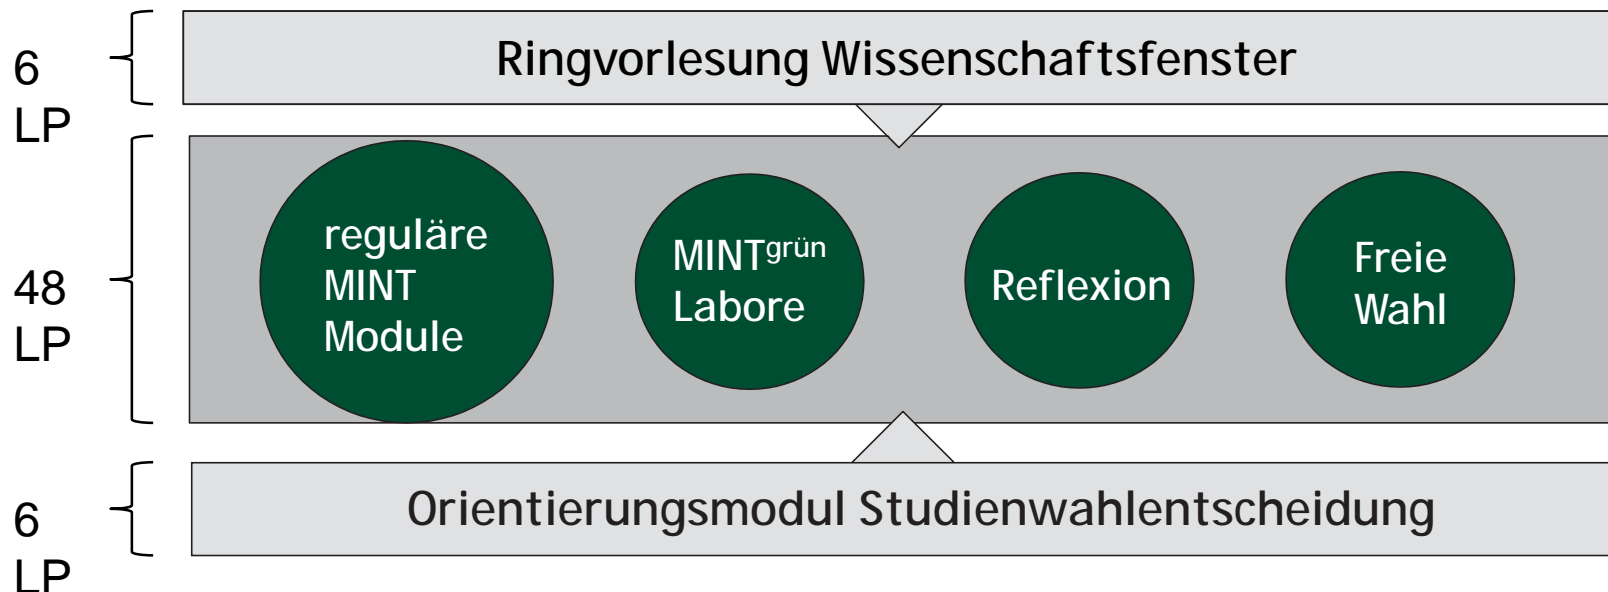 6
LP
Ringvorlesung Wissenschaftsfenster
48
LP
reguläre
MINT
Module
MINTgrün
Labore
Reflexion
Freie
Wahl
6
LP
Orientierungsmodul Studienwahlentscheidung